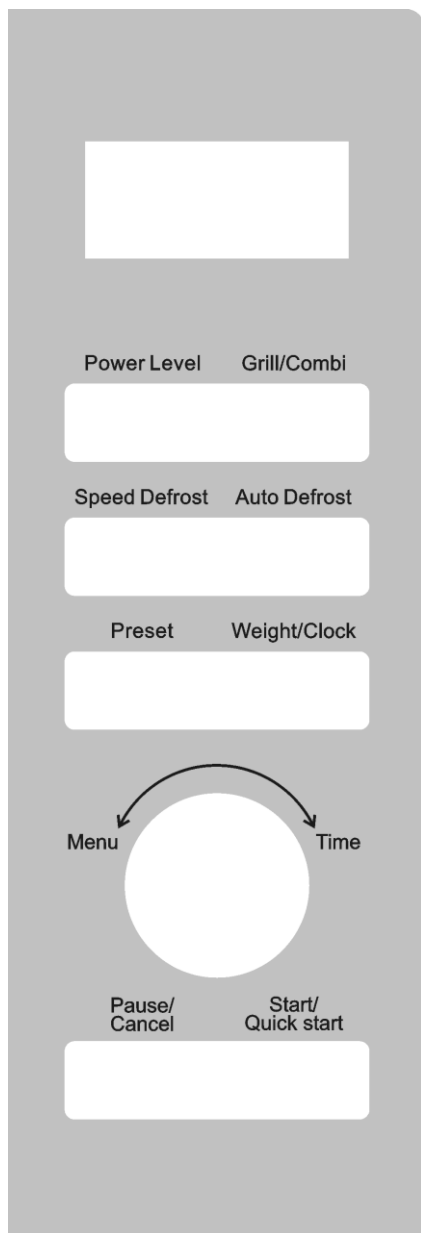 Power Level Grill/Combi
Speed Defrost Auto Defrost
Preset Weight/Clock
Menu Time
Pause/ Start/
Cancel Quick start